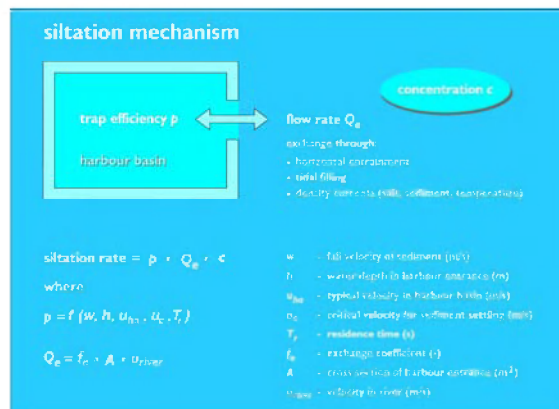 siltation mechanism
concentration c
trap efficiency p
harbour basin
flow rate Qe
exchange through:
• horizontal entrainment
• tidal filling
• density currents (salt, sediment, temperature)
siltation rate = p • Qe • c
where
p = f (w, h, uhe, uc, Tr)
Qe = fe • A • uriver
w - fall velocity of sediment (m/s)
h - water depth in harbour entrance (m)
uhe - typical velocity in harbour basin (m/s)
uc - critical velocity for sediment settling (m/s)
Tr - residence time (s)
fe - exchange coefficient (-)
A - cross section of harbour entrance (m²)
uriver - velocity in river (m/s)